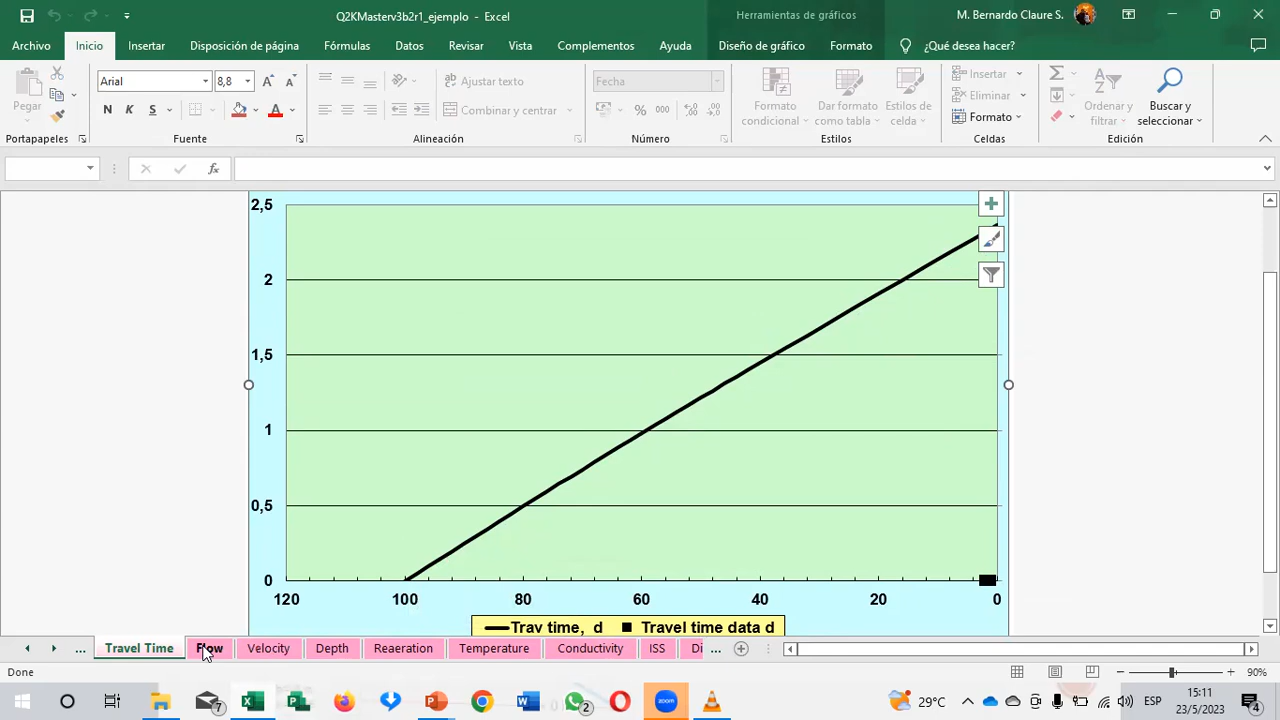 Q2KMasterv3b2r1_ejemplo - Excel
Herramientas de gráficos
M. Bernardo Claure S.
Archivo
Inicio
Insertar
Disposición de página
Fórmulas
Datos
Revisar
Vista
Complementos
Ayuda
Diseño de gráfico
Formato
¿Qué desea hacer?
Pegar
Arial
8,8
N K S
Ajustar texto
Combinar y centrar
Fecha
% 000
Formato condicional
Dar formato como tabla
Estilos de celda
Insertar
Eliminar
Formato
Ordenar y filtrar
Buscar y seleccionar
Portapapeles
Fuente
Alineación
Número
Estilos
Celdas
Edición
fx
2,5
2
1,5
1
0,5
0
120 100 80 60 40 20 0
Trav time, d
Travel time data d
... Travel Time Flow Velocity Depth Reaeration Temperature Conductivity ISS Di ...
Done
90%
7
2
zoom
29°C
ESP
15:11
23/5/2023
4